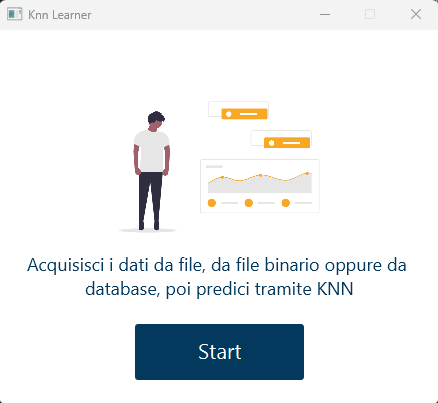 Knn Learner
Acquisisci i dati da file, da file binario oppure da
database, poi predici tramite KNN
Start